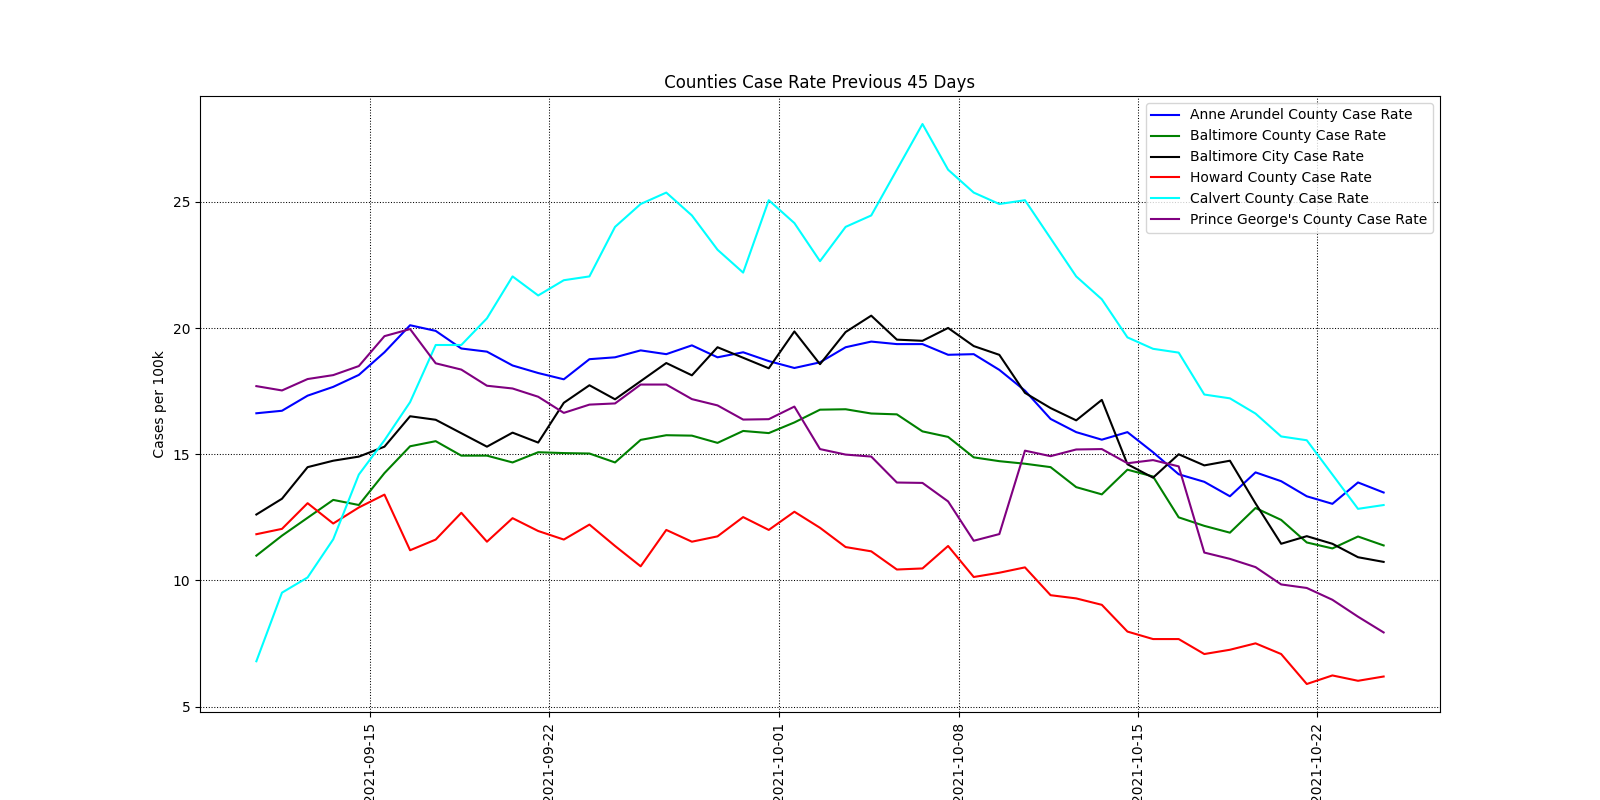 Counties Case Rate Previous 45 Days
Anne Arundel County Case Rate
Baltimore County Case Rate
Baltimore City Case Rate
Howard County Case Rate
Calvert County Case Rate
Prince George's County Case Rate
Cases per 100k
25
20
15
10
5
2021-09-15
2021-09-22
2021-10-01
2021-10-08
2021-10-15
2021-10-22